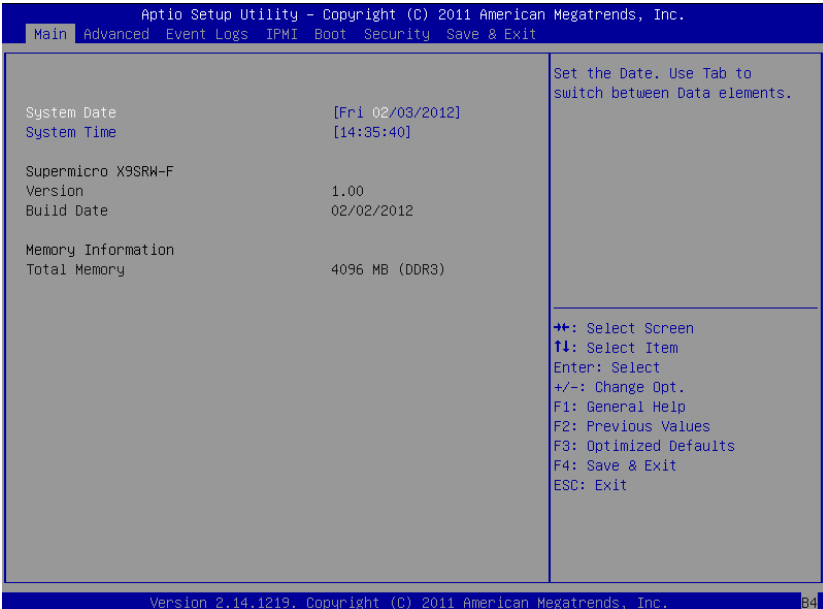 Aptio Setup Utility – Copyright (C) 2011 American Megatrends, Inc.
Main Advanced Event Logs IPMI Boot Security Save & Exit
System Date [Fri 02/03/2012]
System Time [14:35:40]
Supermicro X9SRW-F
Version 1.00
Build Date 02/02/2012
Memory Information
Total Memory 4096 MB (DDR3)
Set the Date. Use Tab to
switch between Data elements.
→←: Select Screen
↑↓: Select Item
Enter: Select
+/-: Change Opt.
F1: General Help
F2: Previous Values
F3: Optimized Defaults
F4: Save & Exit
ESC: Exit
Version 2.14.1219. Copyright (C) 2011 American Megatrends, Inc.
B4